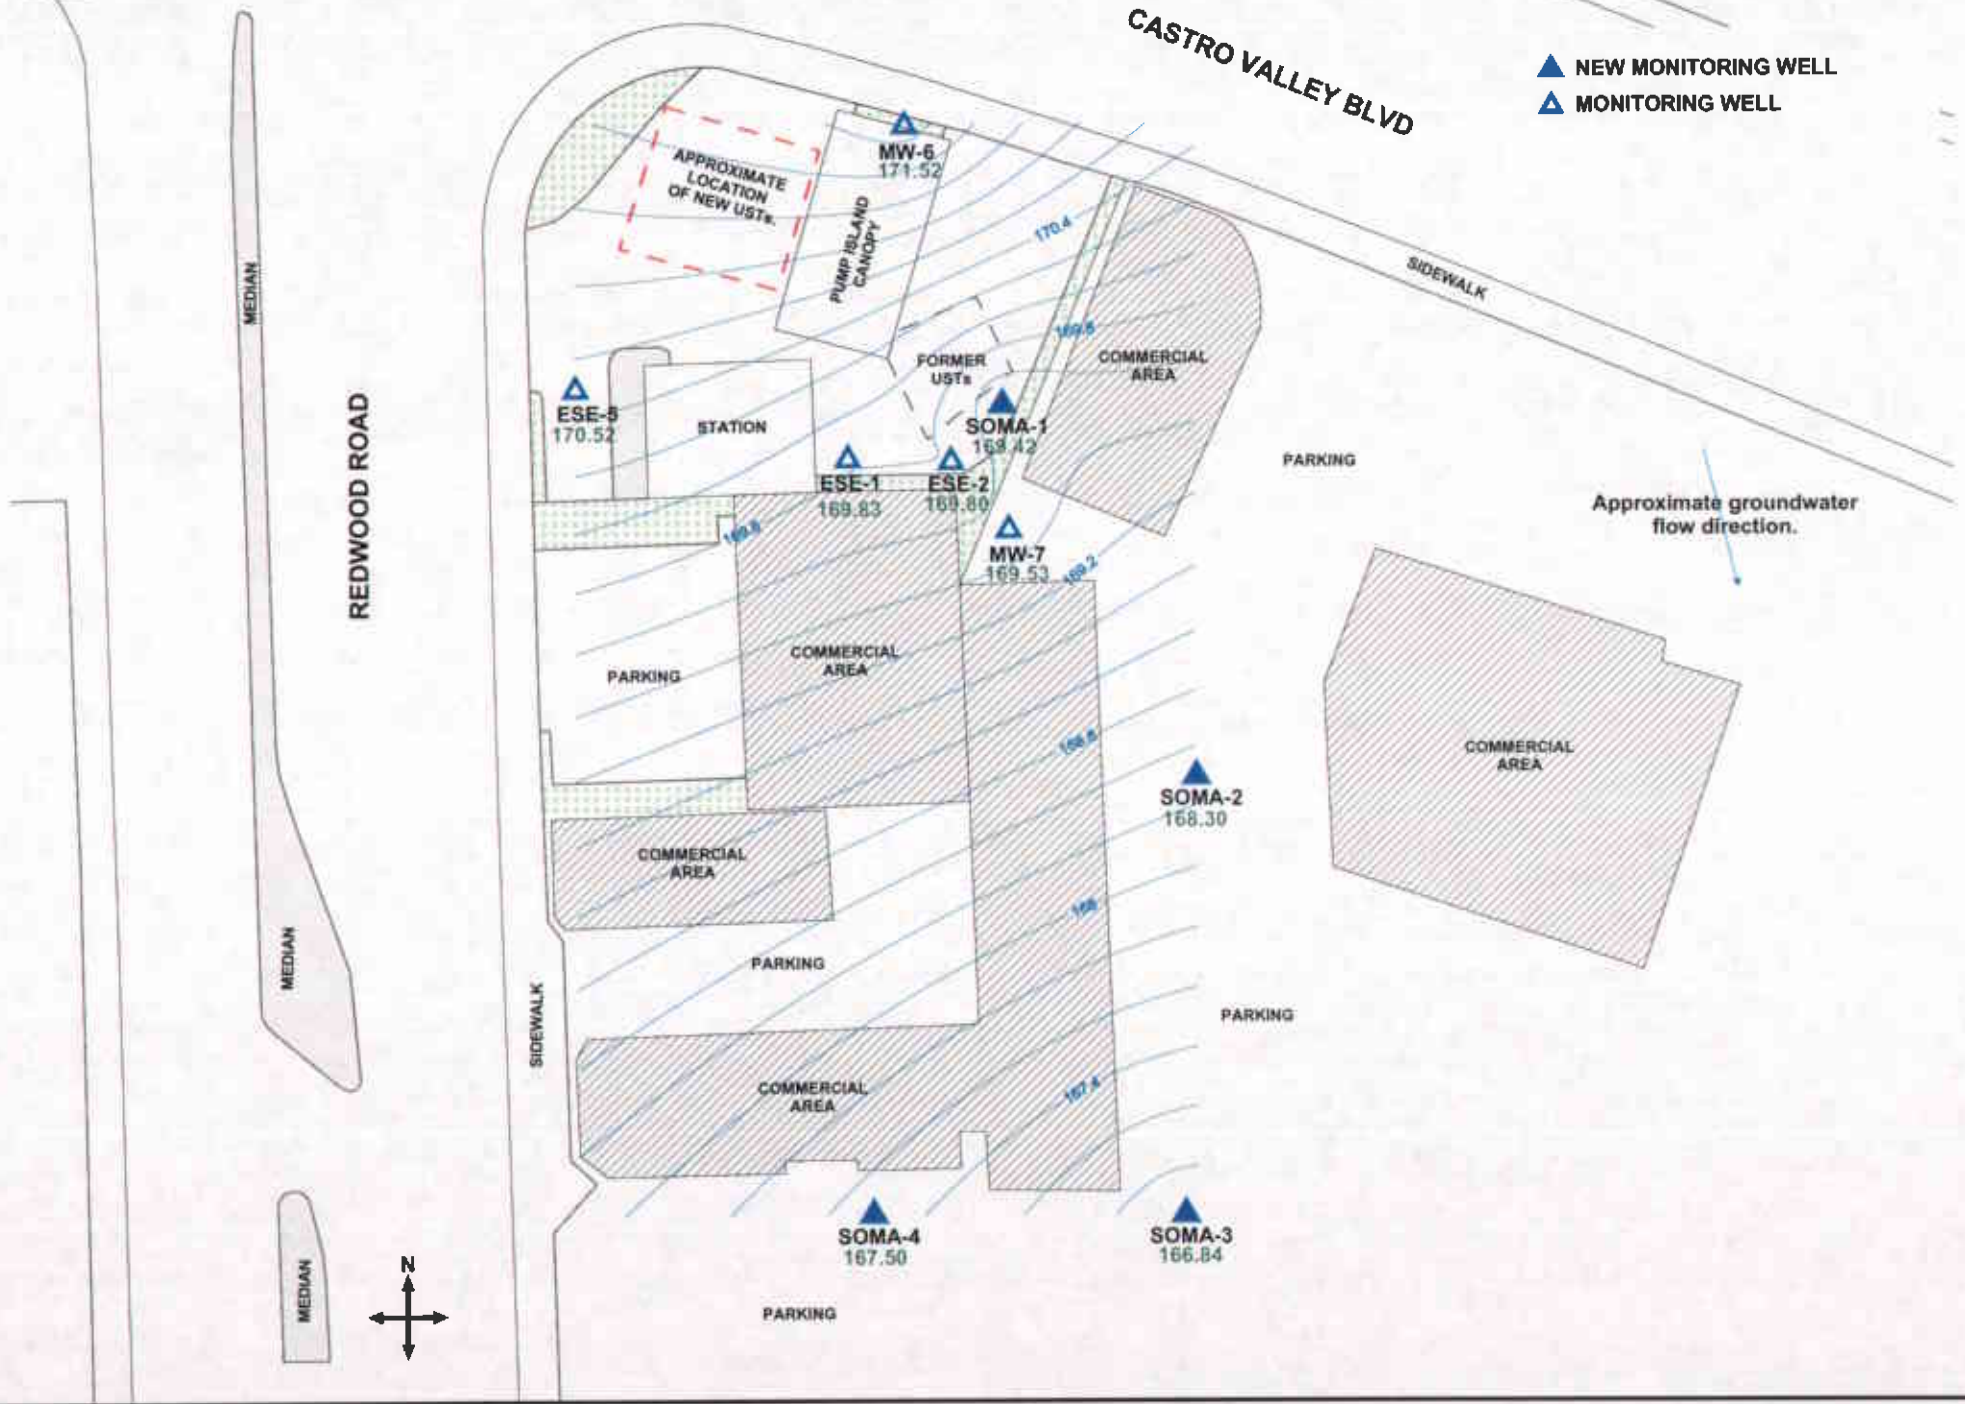 CASTRO VALLEY BLVD
NEW MONITORING WELL
MONITORING WELL
MW-6
171.52
APPROXIMATE
LOCATION
OF NEW USTs.
PUMP ISLAND
CANOPY
170.4
SIDEWALK
MEDIAN
169.8
FORMER
USTs
COMMERCIAL
AREA
ESE-5
170.52
STATION
SOMA-1
169.42
REDWOOD ROAD
PARKING
ESE-1
169.83
ESE-2
169.80
Approximate groundwater
flow direction.
169.8
MW-7
169.53
169.2
COMMERCIAL
AREA
PARKING
168.6
COMMERCIAL
AREA
SOMA-2
168.30
COMMERCIAL
AREA
168
MEDIAN
PARKING
SIDEWALK
PARKING
COMMERCIAL
AREA
167.4
SOMA-4
167.50
SOMA-3
166.84
N
MEDIAN
PARKING